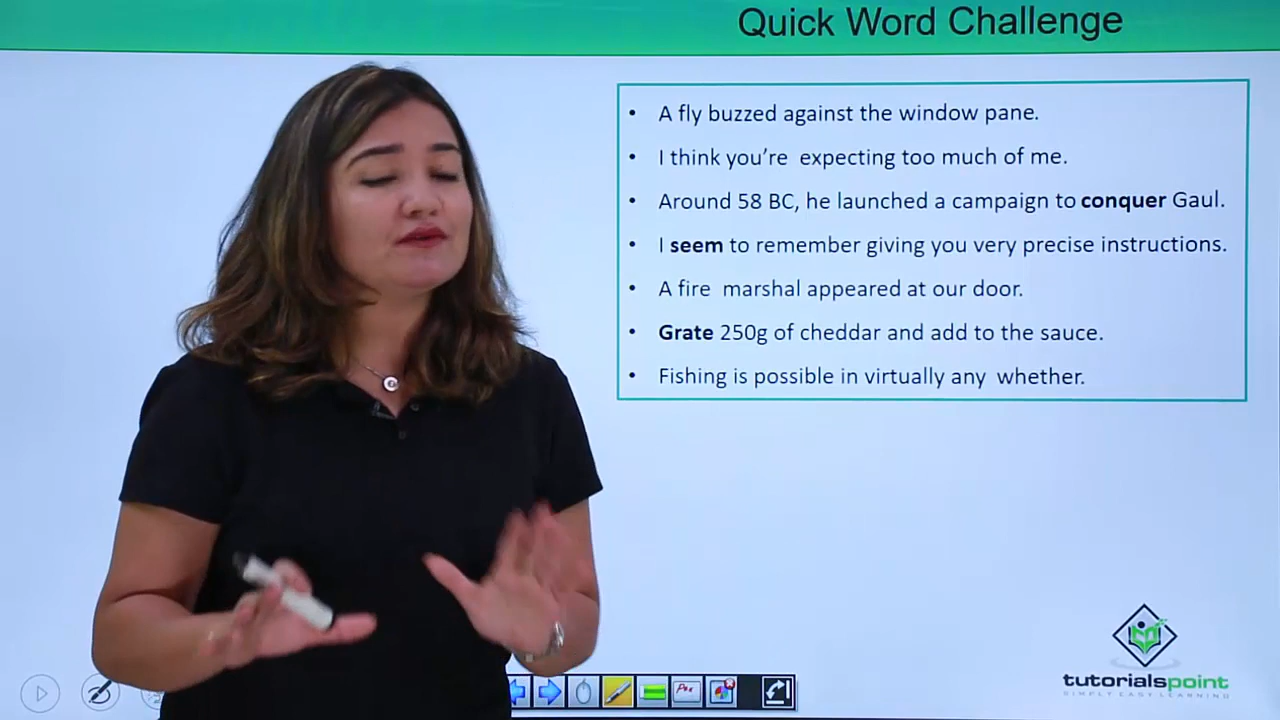 Quick Word Challenge
• A fly buzzed against the window pane.
• I think you’re expecting too much of me.
• Around 58 BC, he launched a campaign to conquer Gaul.
• I seem to remember giving you very precise instructions.
• A fire marshal appeared at our door.
• Grate 250g of cheddar and add to the sauce.
• Fishing is possible in virtually any whether.
tutorialspoint
SIMPLY EASY LEARNING